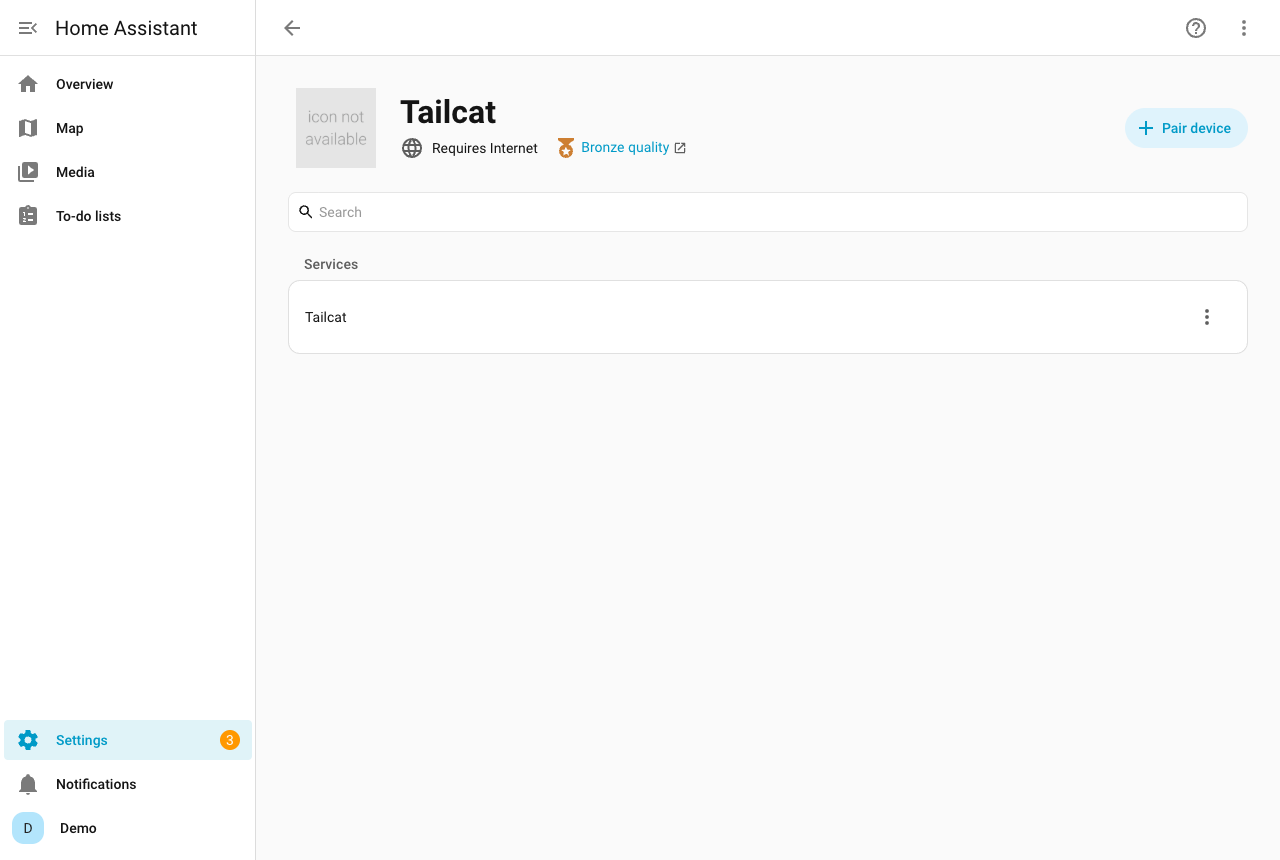 Home Assistant
Overview
Map
Media
To-do lists
Settings
3
Notifications
D
Demo
icon not
available
Tailcat
Requires Internet
Bronze quality
Pair device
Search
Services
Tailcat